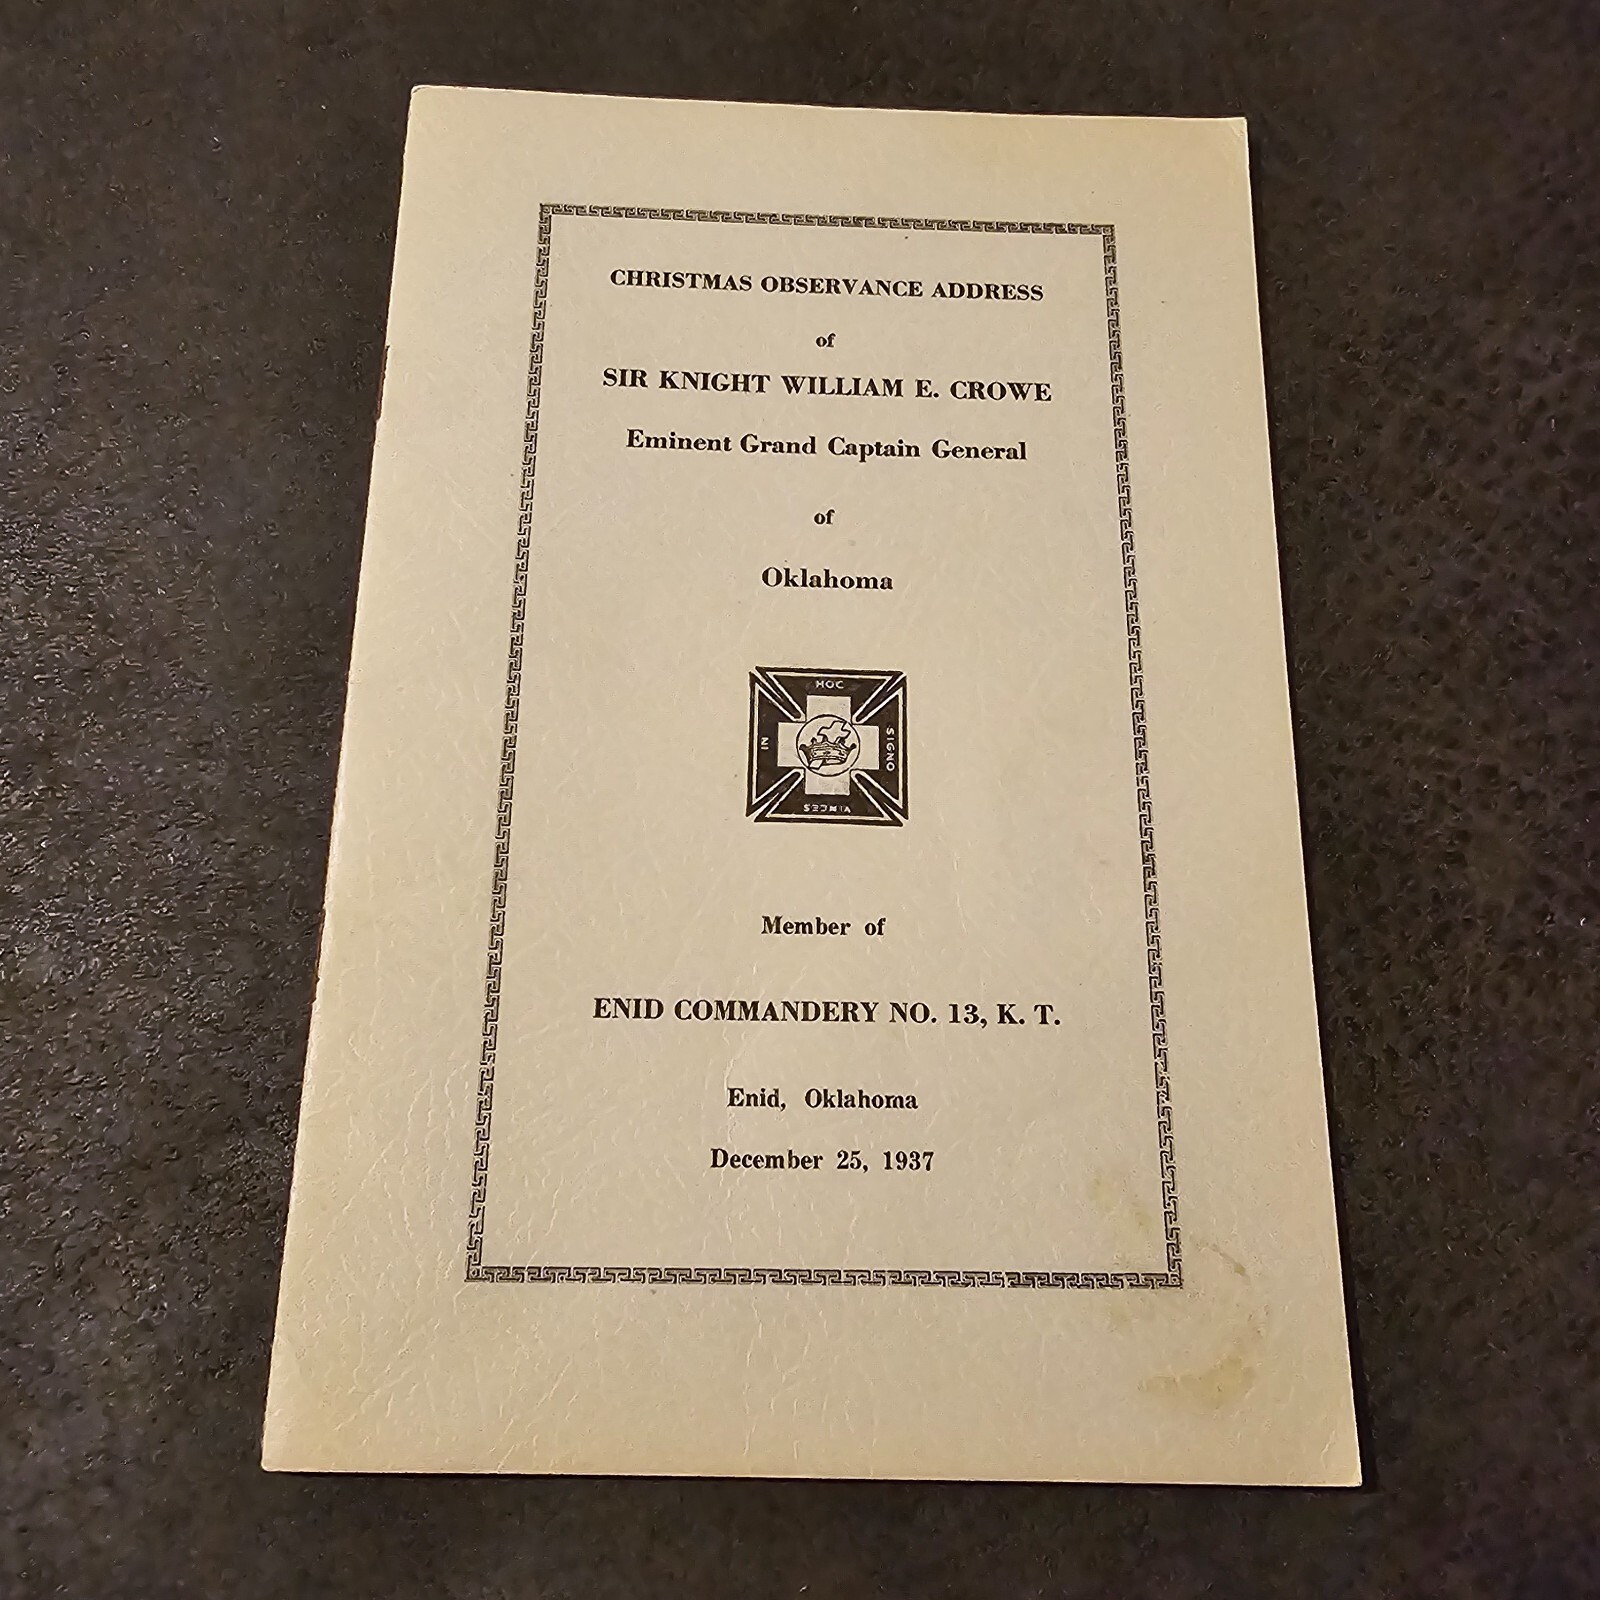 CHRISTMAS OBSERVANCE ADDRESS
of
SIR KNIGHT WILLIAM E. CROWE
Eminent Grand Captain General
of
Oklahoma
IN
HOC
SIGNO
VINCES
Member of
ENID COMMANDERY NO. 13, K. T.
Enid, Oklahoma
December 25, 1937